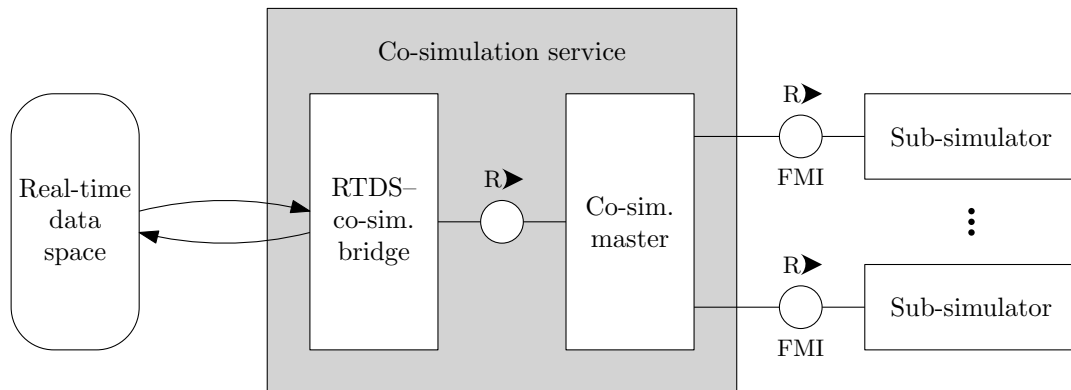 Co-simulation service
Real-time
data
space
RTDS–
co-sim.
bridge
R
Co-sim.
master
R
FMI
Sub-simulator
R
FMI
Sub-simulator